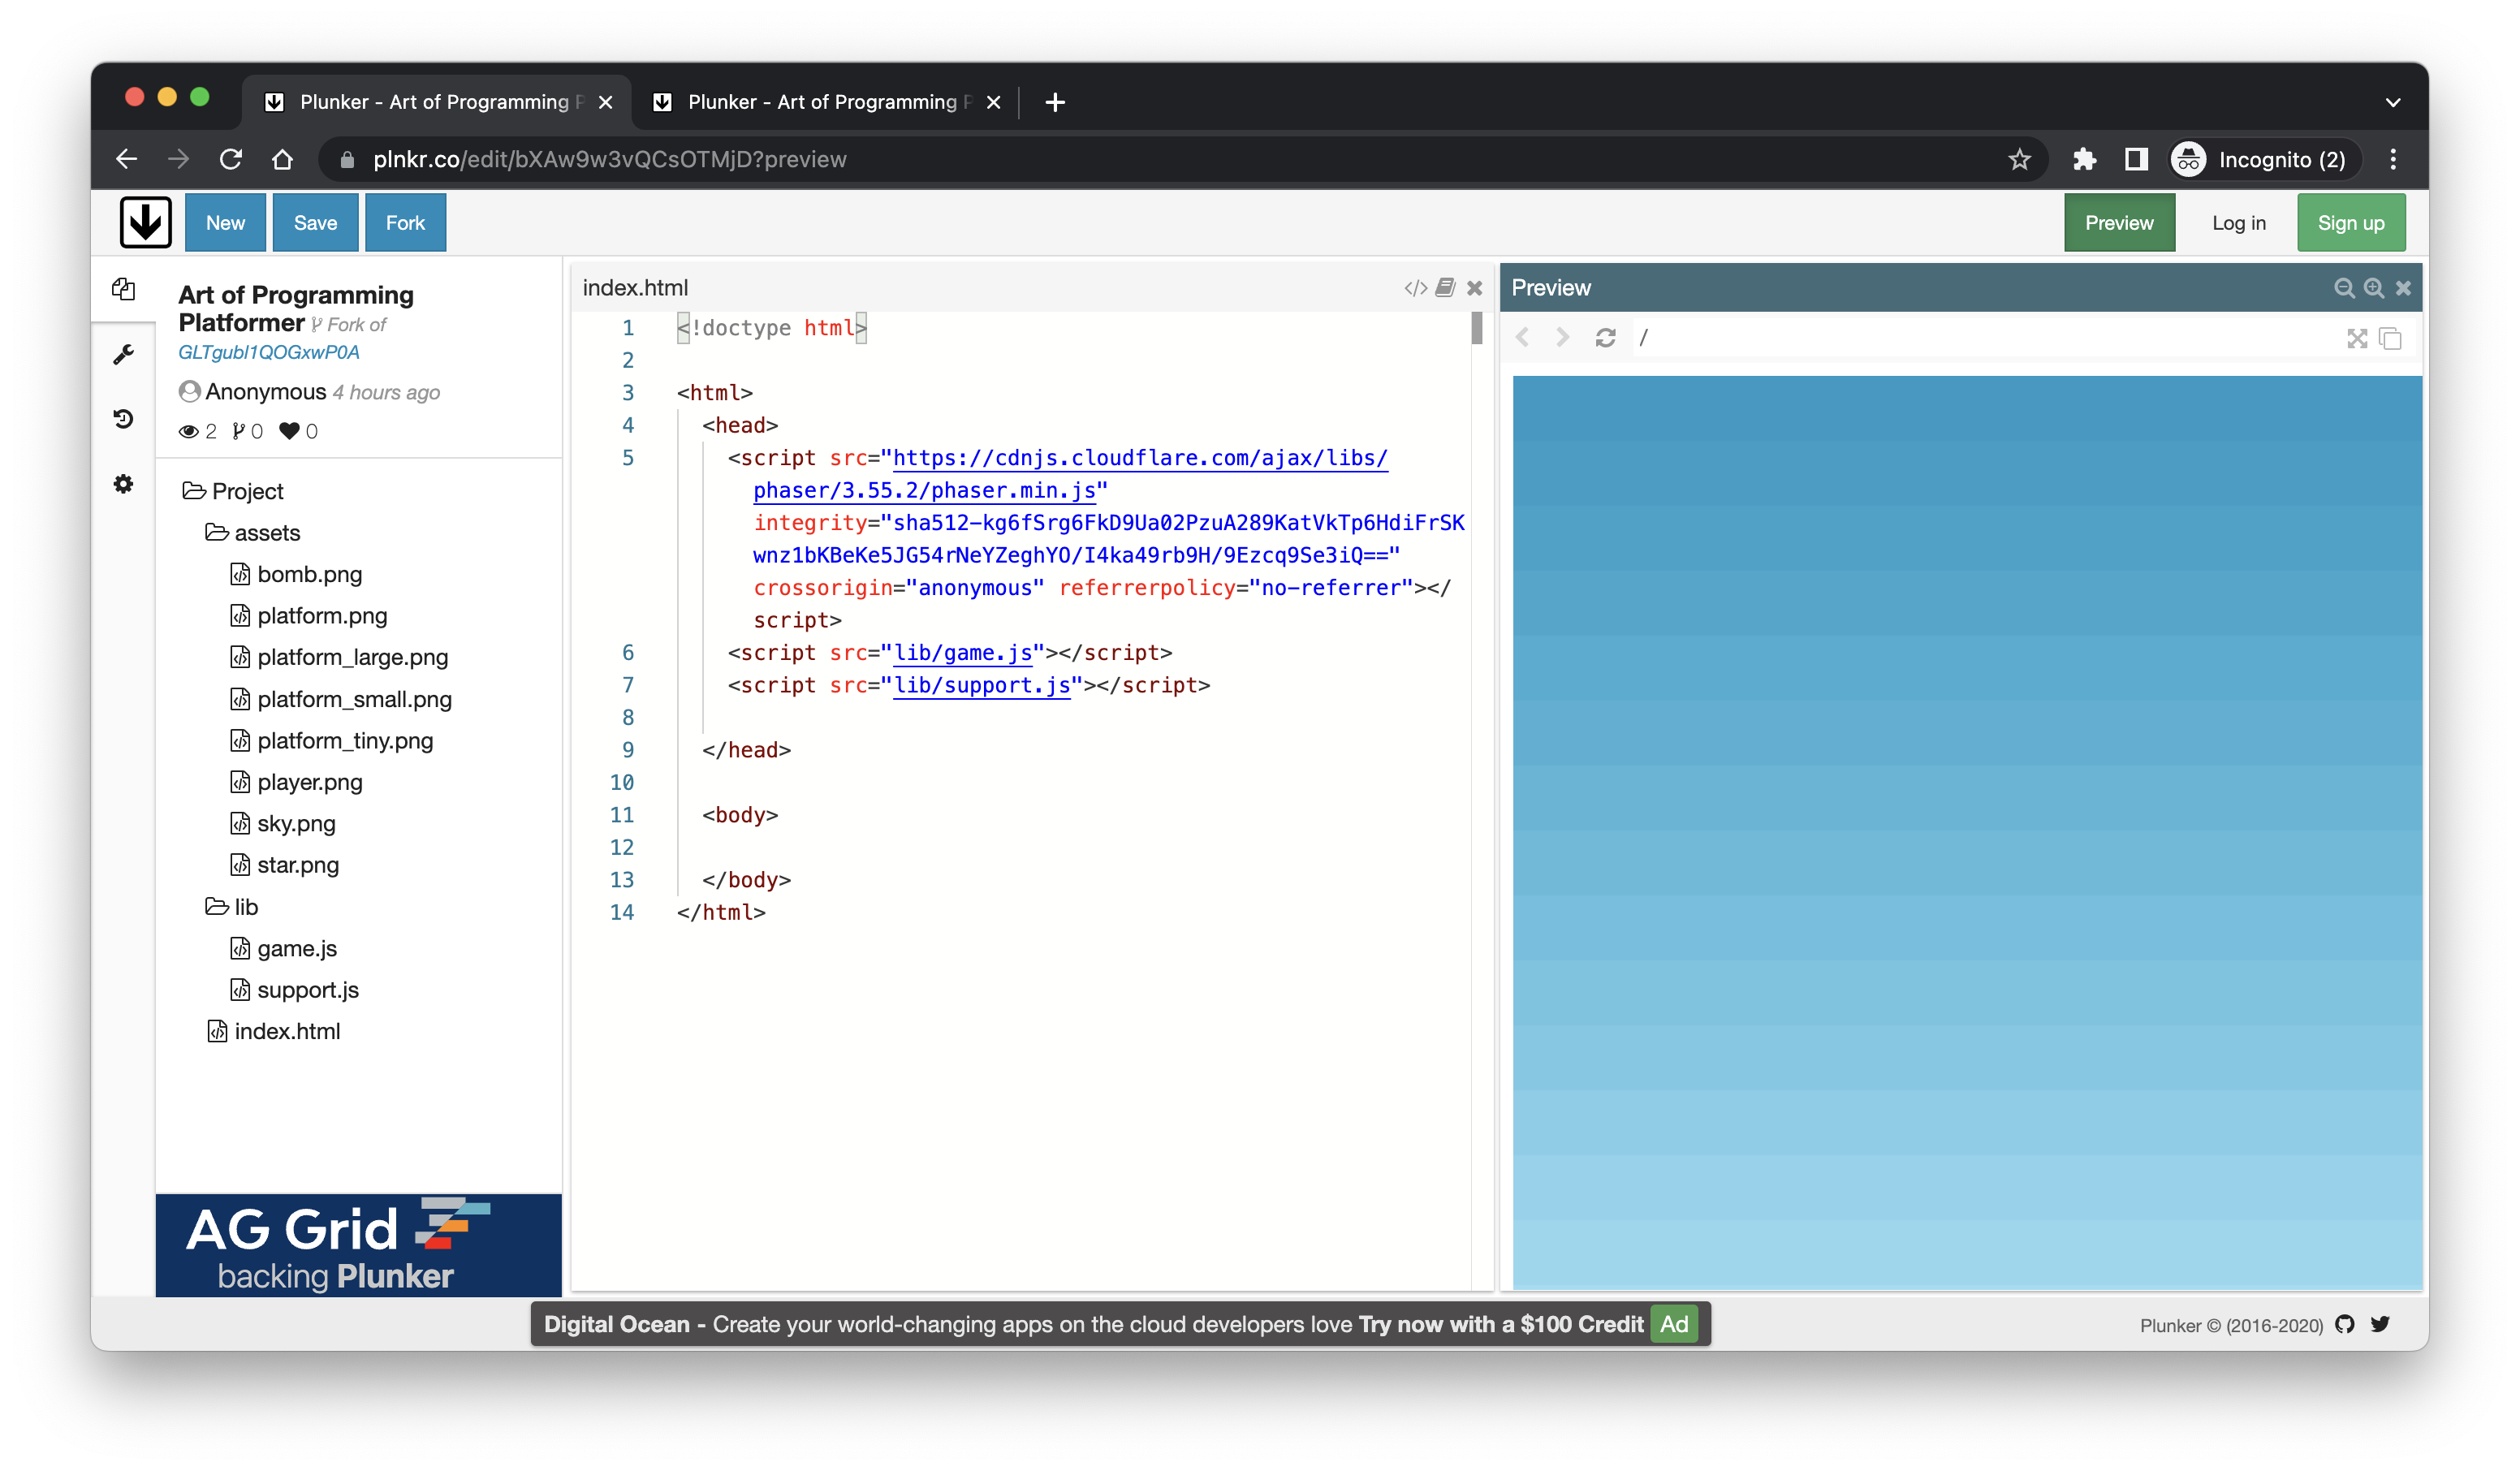 Plunker - Art of Programming P
Plunker - Art of Programming P
plnkr.co/edit/bXAw9w3vQCsOTMjD?preview
Incognito (2)
New
Save
Fork
Preview
Log in
Sign up
Art of Programming
Platformer Fork of
GLTgubl1QOGxwP0A
Anonymous 4 hours ago
2 0 0
Project
assets
bomb.png
platform.png
platform_large.png
platform_small.png
platform_tiny.png
player.png
sky.png
star.png
lib
game.js
support.js
index.html
AG Grid
backing Plunker
index.html
1 <!doctype html>
2
3 <html>
4 <head>
5 <script src="https://cdnjs.cloudflare.com/ajax/libs/
phaser/3.55.2/phaser.min.js"
integrity="sha512-kg6fSrg6FkD9Ua02PzuA289KatVkTp6HdiFrSK
wnz1bKBeKe5JG54rNeYZeghYO/I4ka49rb9H/9Ezcq9Se3iQ=="
crossorigin="anonymous" referrerpolicy="no-referrer"></
script>
6 <script src="lib/game.js"></script>
7 <script src="lib/support.js"></script>
8
9 </head>
10
11 <body>
12
13 </body>
14 </html>
Preview
/
Digital Ocean - Create your world-changing apps on the cloud developers love Try now with a $100 Credit Ad
Plunker © (2016-2020)